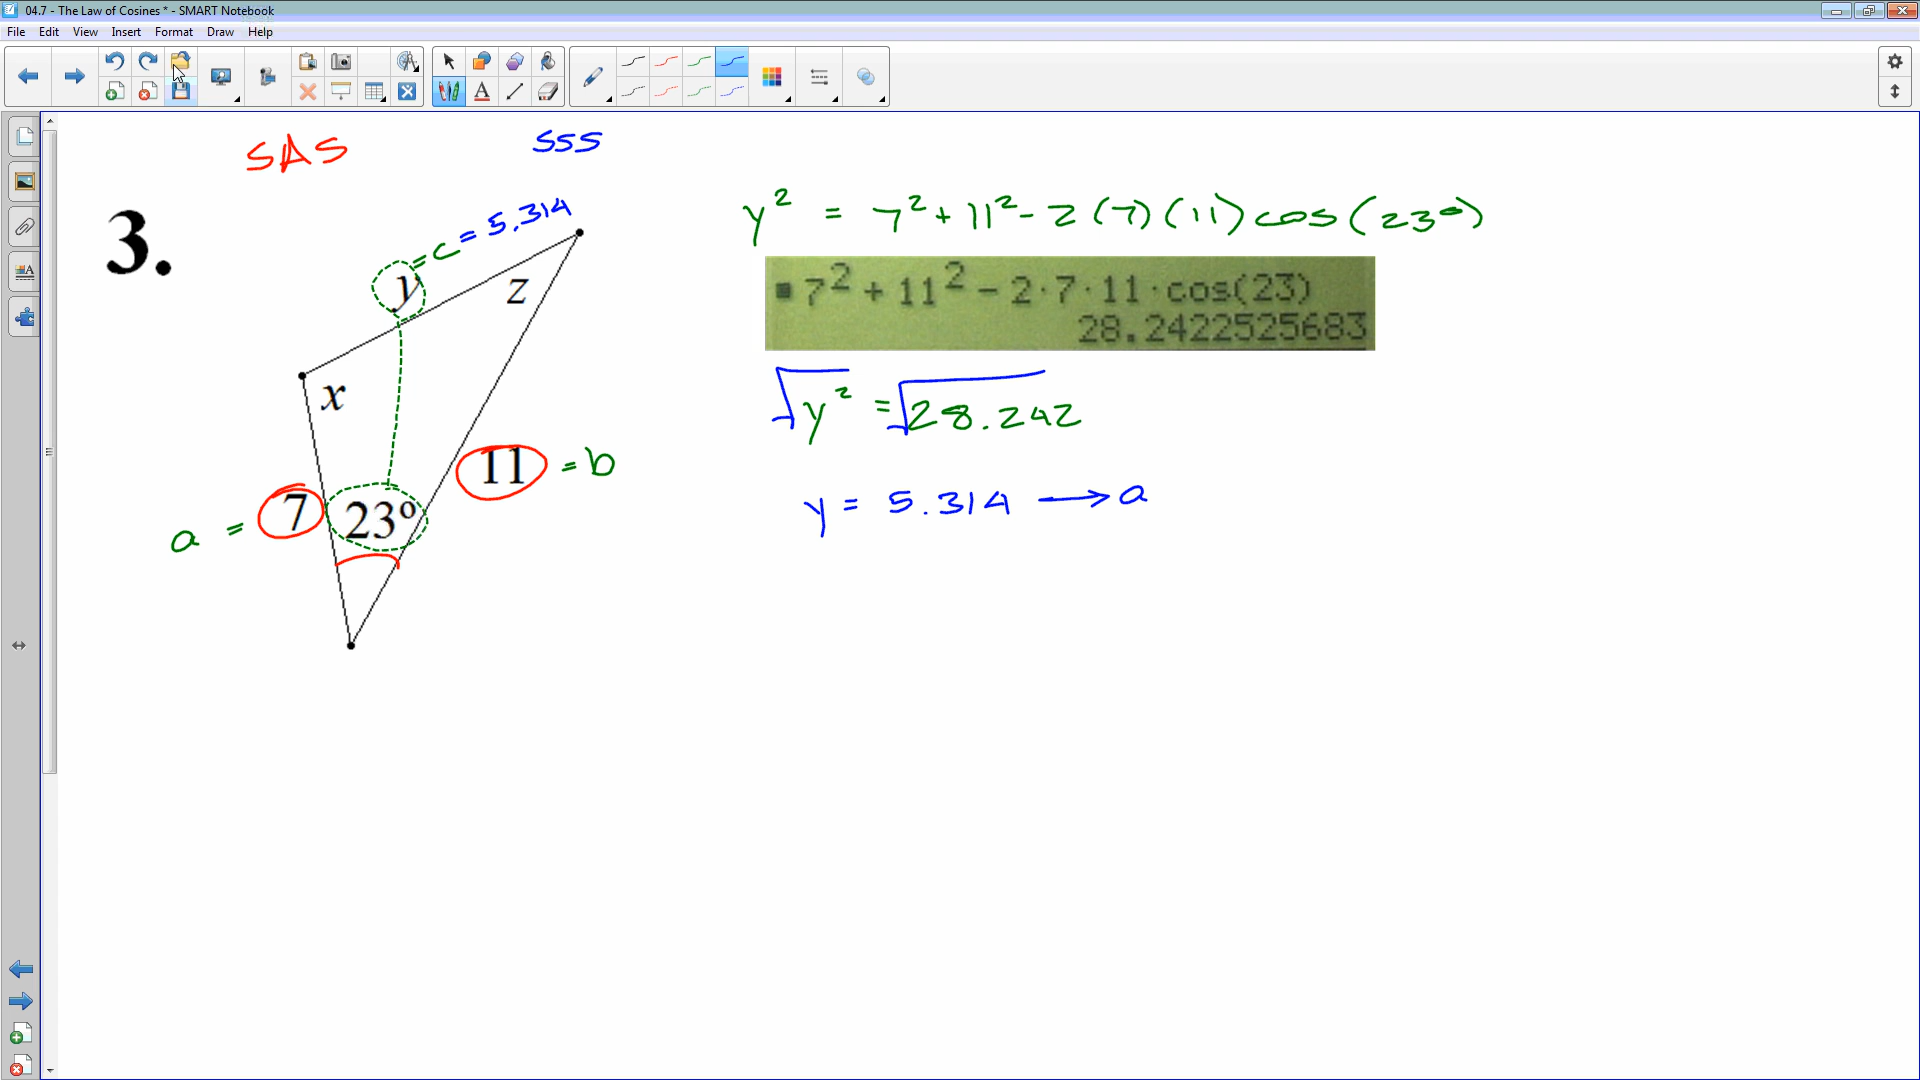 04.7 - The Law of Cosines * - SMART Notebook
File Edit View Insert Format Draw Help
SAS
SSS
3.
y = c = 5.314
z
x
a = 7
23º
11 = b
y² = 7² + 11² - 2 (7) (11) cos (23°)
7² + 11² - 2·7·11·cos(23)
28.2422525683
√y² = √28.242
y = 5.314 → a